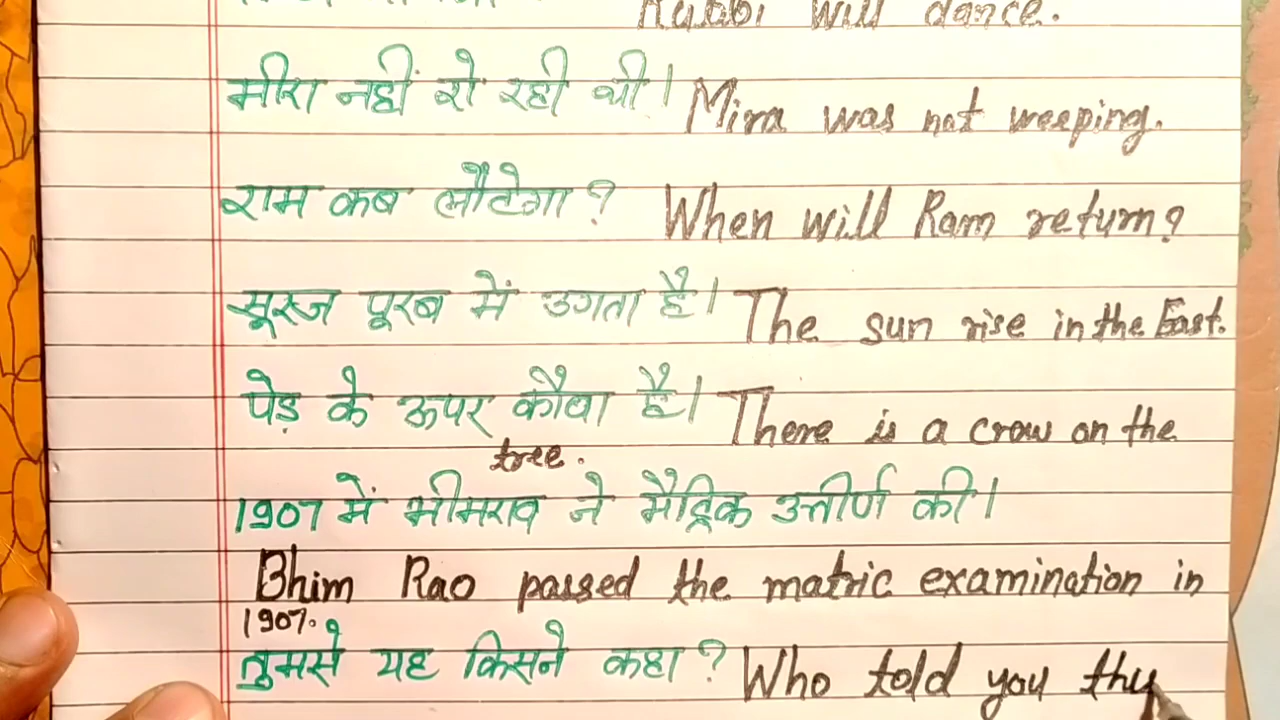 will dance.
मीरा नहीं रो रही थी। Mira was not weeping.
राम कब लौटेगा? When will Ram return?
सूरज पूरब में उगता है। The sun rise in the East.
पेड़ के ऊपर कौवा है। There is a crow on the
tree.
1907 में भीमराव ने मैट्रिक उत्तीर्ण की।
Bhim Rao passed the matric examination in
1907.
तुमसे यह किसने कहा? Who told you